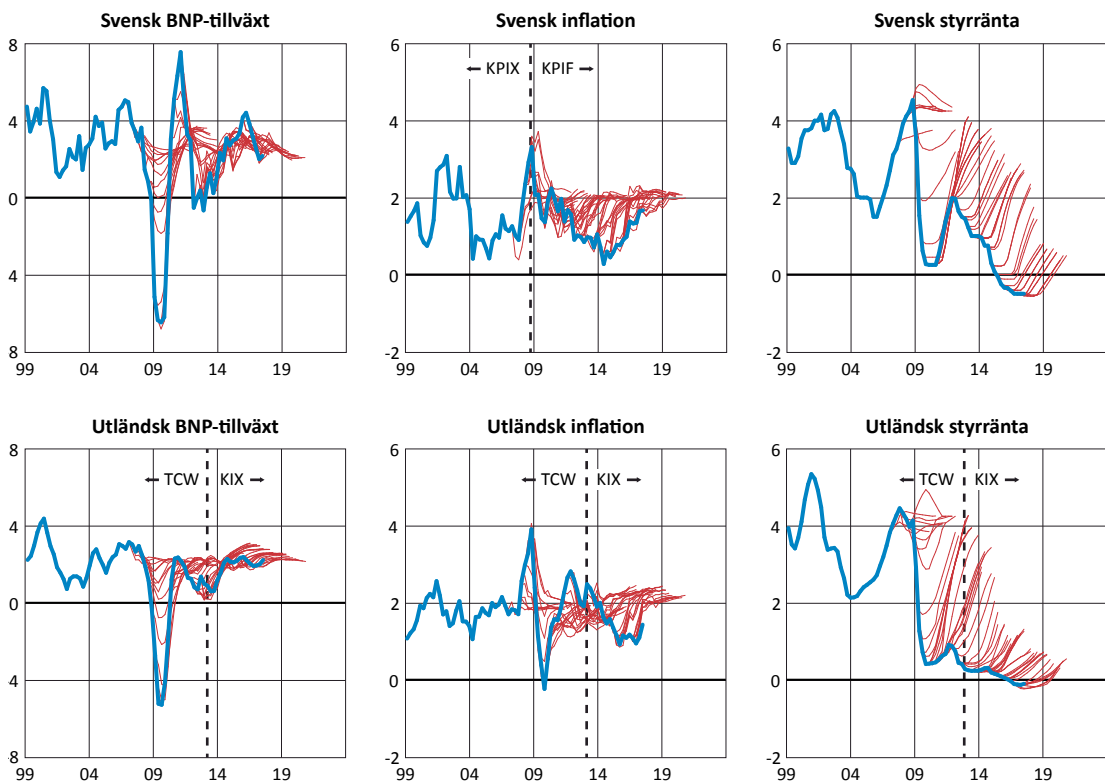 Svensk BNP-tillväxt
8
4
0
4
8
99 04 09 14 19
Svensk inflation
6
4
2
0
-2
99 04 09 14 19
← KPIX KPIF →
Svensk styrränta
6
4
2
0
-2
99 04 09 14 19
Utländsk BNP-tillväxt
8
4
0
4
8
99 04 09 14 19
← TCW KIX →
Utländsk inflation
6
4
2
0
-2
99 04 09 14 19
← TCW KIX →
Utländsk styrränta
6
4
2
0
-2
99 04 09 14 19
← TCW KIX →